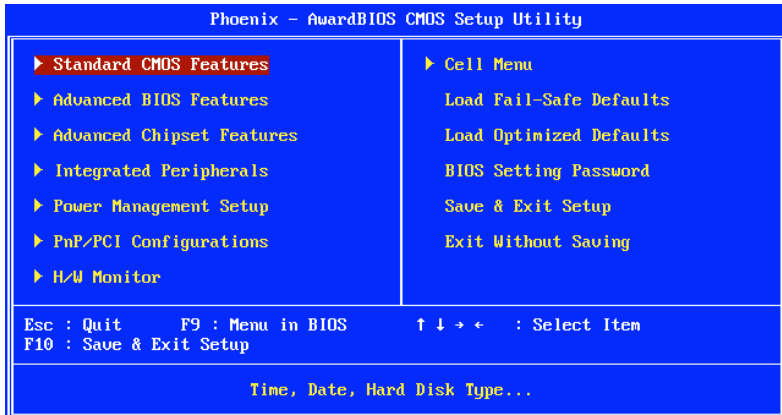 Phoenix - AwardBIOS CMOS Setup Utility
Standard CMOS Features
Advanced BIOS Features
Advanced Chipset Features
Integrated Peripherals
Power Management Setup
PnP/PCI Configurations
H/W Monitor
Cell Menu
Load Fail-Safe Defaults
Load Optimized Defaults
BIOS Setting Password
Save & Exit Setup
Exit Without Saving
Esc : Quit F9 : Menu in BIOS ↑ ↓ → ← : Select Item
F10 : Save & Exit Setup
Time, Date, Hard Disk Type...